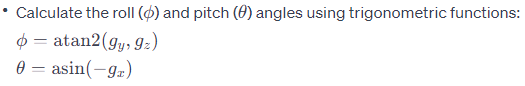 • Calculate the roll (ϕ) and pitch (θ) angles using trigonometric functions:
ϕ = atan2(g_y, g_z)
θ = asin(−g_x)